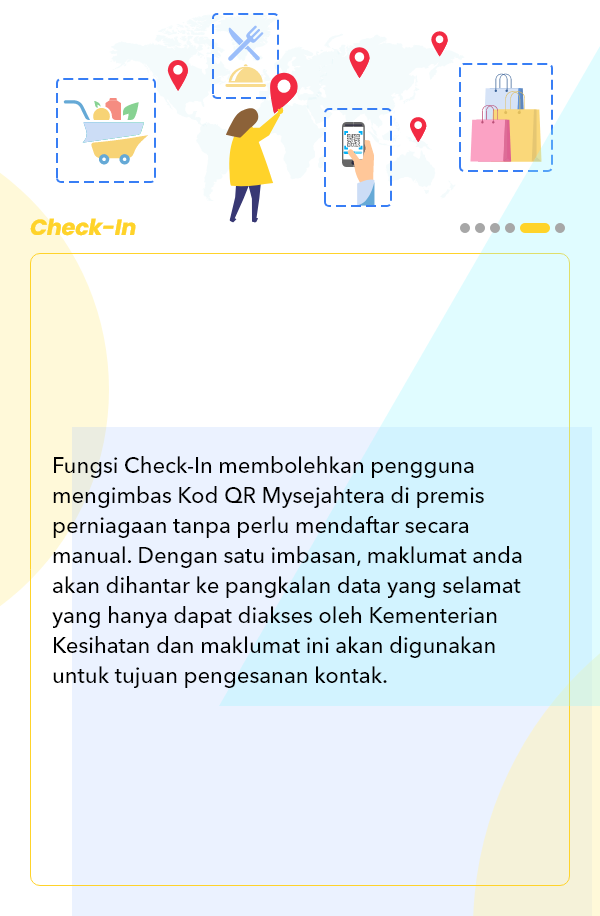 Check-In
Fungsi Check-In membolehkan pengguna
mengimbas Kod QR Mysejahtera di premis
perniagaan tanpa perlu mendaftar secara
manual. Dengan satu imbasan, maklumat anda
akan dihantar ke pangkalan data yang selamat
yang hanya dapat diakses oleh Kementerian
Kesihatan dan maklumat ini akan digunakan
untuk tujuan pengesanan kontak.